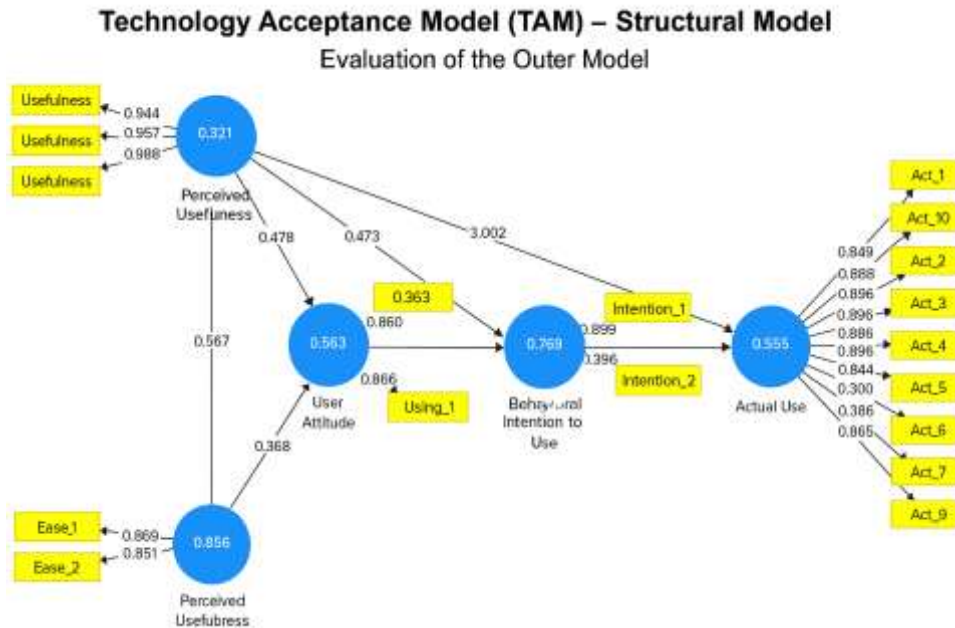 Technology Acceptance Model (TAM) – Structural Model
Evaluation of the Outer Model
Usefulness
Usefulness
Usefulness
0.944
0.957
0.988
0.321
Perceived
Usefuness
0.478
0.473
3.002
0.567
0.363
0.860
0.563
0.866
User
Attitude
Using_1
0.368
Intention_1
0.769
0.899
0.396
Intention_2
Intention to
Use
0.555
Actual Use
Act_1
Act_10
Act_2
Act_3
Act_4
Act_5
Act_6
Act_7
Act_9
0.849
0.888
0.896
0.896
0.886
0.896
0.844
0.300
0.386
0.865
Ease_1
Ease_2
0.869
0.851
0.856
Perceived
Usefubress